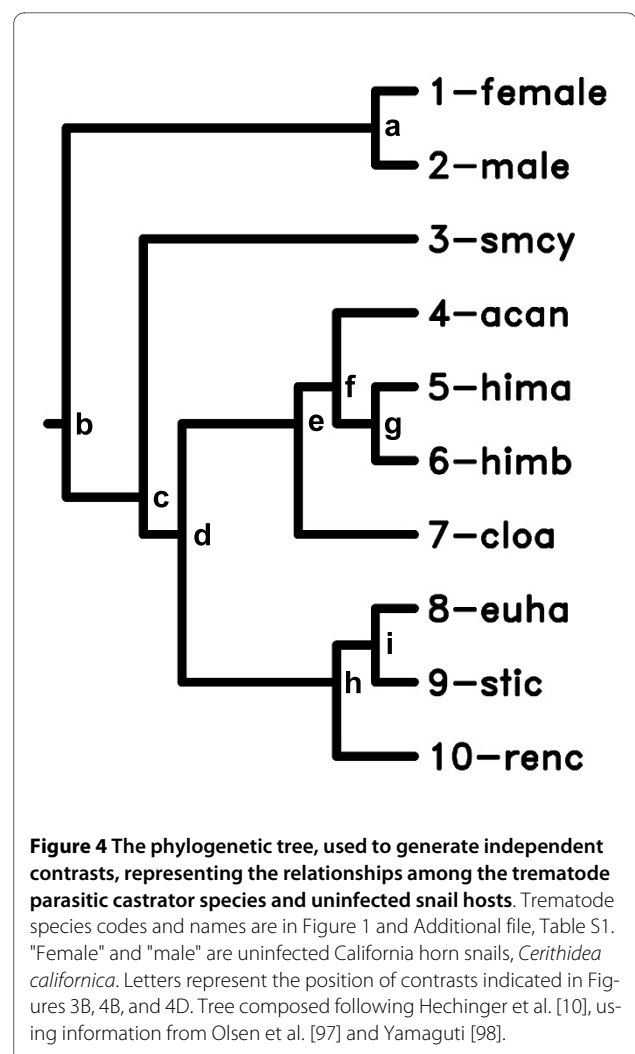 1-female
a
2-male
3-smcy
4-acan
f
5-hima
b
e
g
6-himb
c
d
7-cloa
8-euha
i
h
9-stic
10-renc
Figure 4 The phylogenetic tree, used to generate independent
contrasts, representing the relationships among the trematode
parasitic castrator species and uninfected snail hosts. Trematode
species codes and names are in Figure 1 and Additional file, Table S1.
"Female" and "male" are uninfected California horn snails, Cerithidea
californica. Letters represent the position of contrasts indicated in Fig-
ures 3B, 4B, and 4D. Tree composed following Hechinger et al. [10], us-
ing information from Olsen et al. [97] and Yamaguti [98].